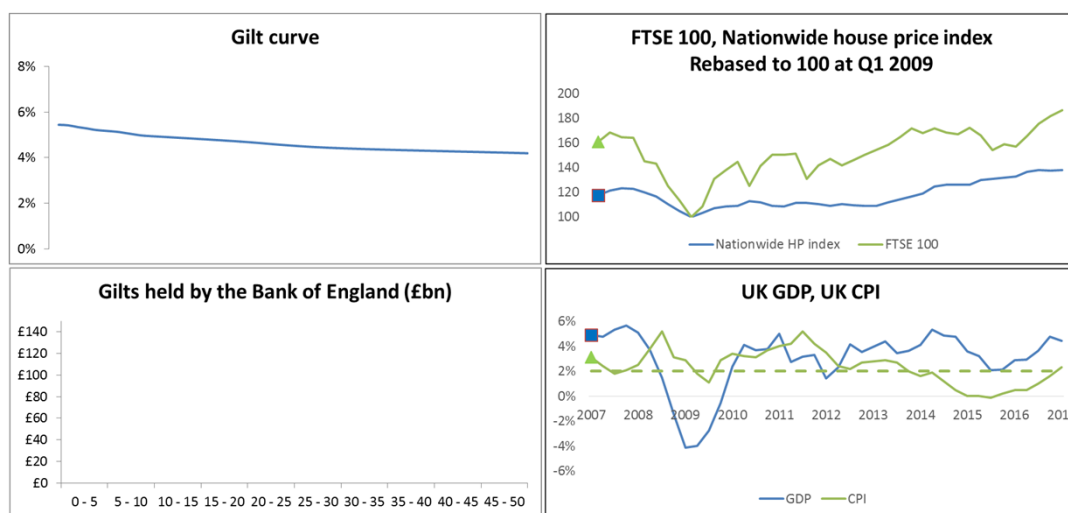 Gilt curve
8%
6%
4%
2%
0%
FTSE 100, Nationwide house price index
Rebased to 100 at Q1 2009
200
180
160
140
120
100
Nationwide HP index FTSE 100
Gilts held by the Bank of England (£bn)
£140
£120
£100
£80
£60
£40
£20
£0
0 - 5 5 - 10 10 - 15 15 - 20 20 - 25 25 - 30 30 - 35 35 - 40 40 - 45 45 - 50
UK GDP, UK CPI
6%
4%
2%
0%
2007 2008 2009 2010 2011 2012 2013 2014 2015 2016 201
-2%
-4%
-6%
GDP CPI